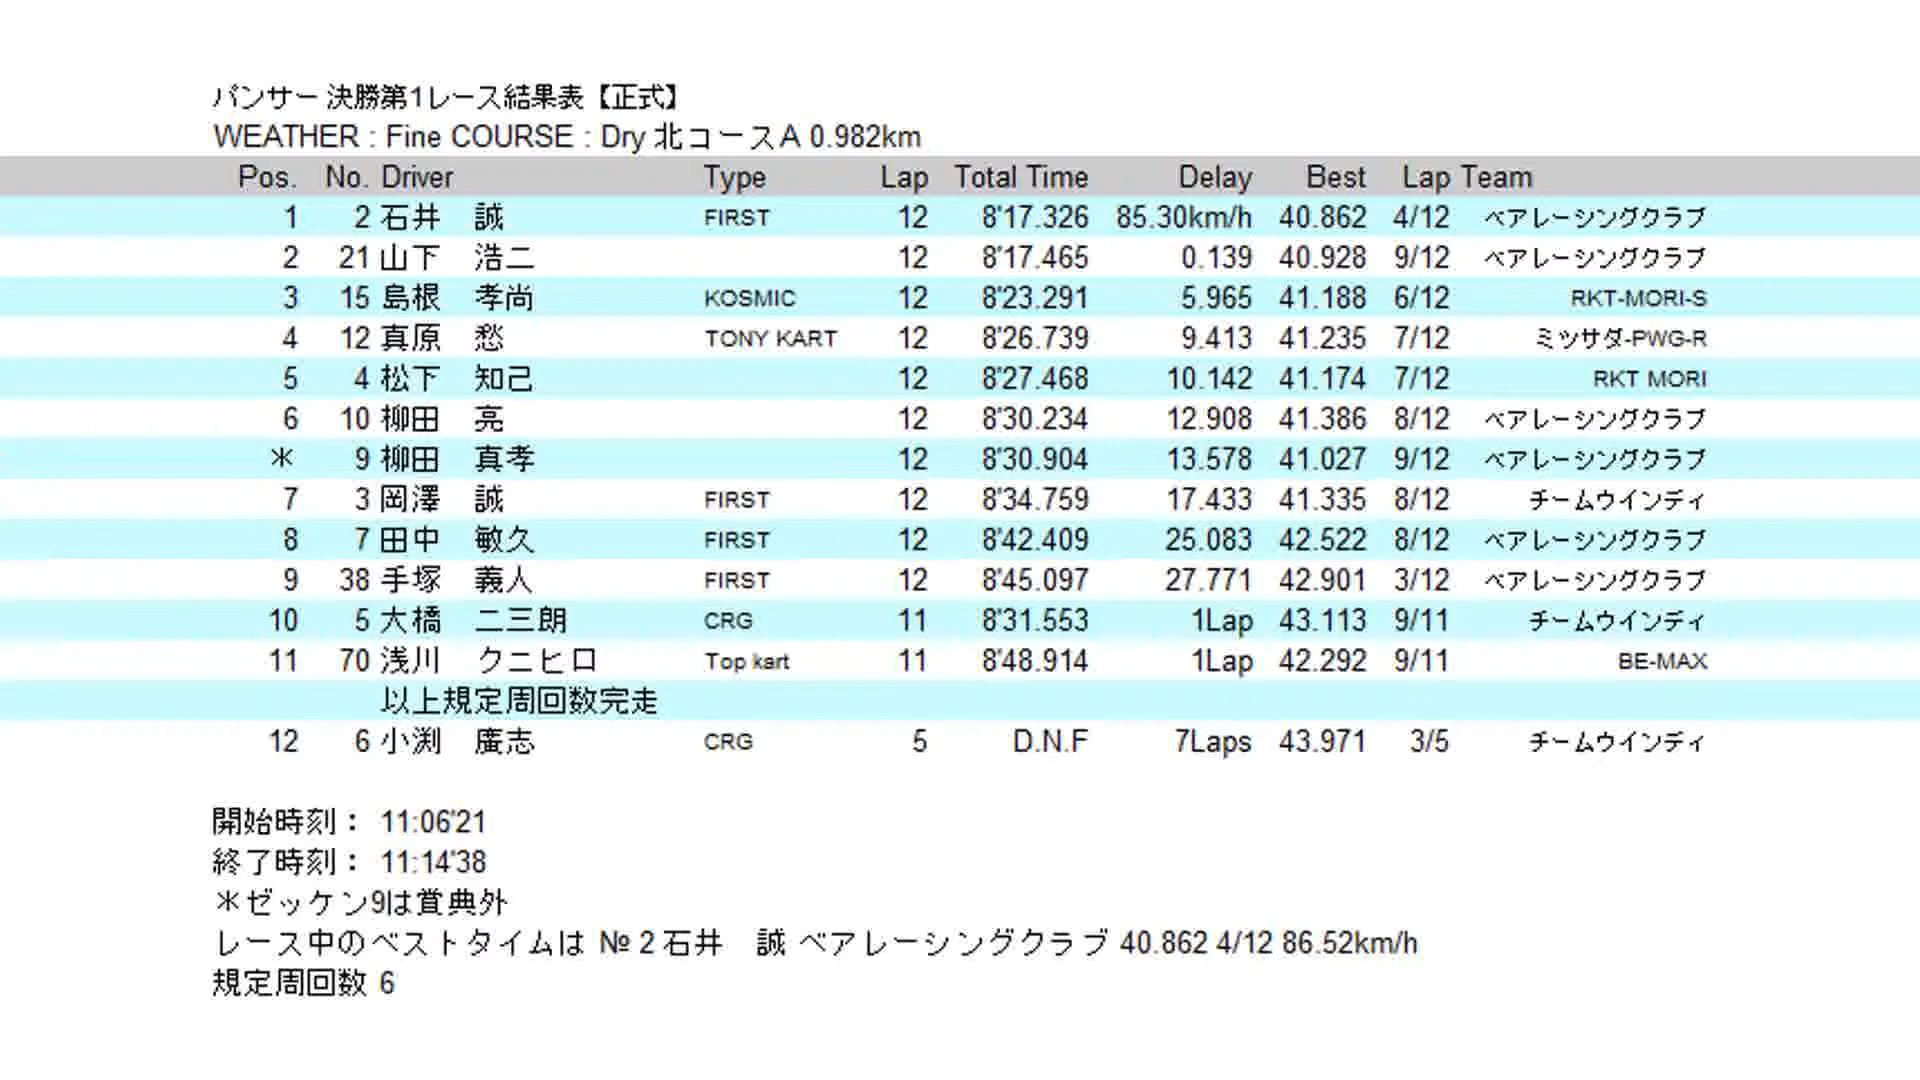 パンサー 決勝第1レース結果表【正式】
WEATHER : Fine COURSE : Dry 北コースA 0.982km
Pos. No. Driver Type Lap Total Time Delay Best Lap Team
1 2 石井 誠 FIRST 12 8'17.326 85.30km/h 40.862 4/12 ベアレーシングクラブ
2 21 山下 浩二 12 8'17.465 0.139 40.928 9/12 ベアレーシングクラブ
3 15 島根 孝尚 KOSMIC 12 8'23.291 5.965 41.188 6/12 RKT-MORI-S
4 12 真原 愁 TONY KART 12 8'26.739 9.413 41.235 7/12 ミツサダ-PWG-R
5 4 松下 知己 12 8'27.468 10.142 41.174 7/12 RKT MORI
6 10 柳田 亮 12 8'30.234 12.908 41.386 8/12 ベアレーシングクラブ
＊ 9 柳田 真孝 12 8'30.904 13.578 41.027 9/12 ベアレーシングクラブ
7 3 岡澤 誠 FIRST 12 8'34.759 17.433 41.335 8/12 チームウインディ
8 7 田中 敏久 FIRST 12 8'42.409 25.083 42.522 8/12 ベアレーシングクラブ
9 38 手塚 義人 FIRST 12 8'45.097 27.771 42.901 3/12 ベアレーシングクラブ
10 5 大橋 二三朗 CRG 11 8'31.553 1Lap 43.113 9/11 チームウインディ
11 70 浅川 クニヒロ Top kart 11 8'48.914 1Lap 42.292 9/11 BE-MAX
以上規定周回数完走
12 6 小渕 廣志 CRG 5 D.N.F 7Laps 43.971 3/5 チームウインディ
開始時刻： 11:06'21
終了時刻： 11:14'38
＊ゼッケン9は賞典外
レース中のベストタイムは № 2 石井 誠 ベアレーシングクラブ 40.862 4/12 86.52km/h
規定周回数 6